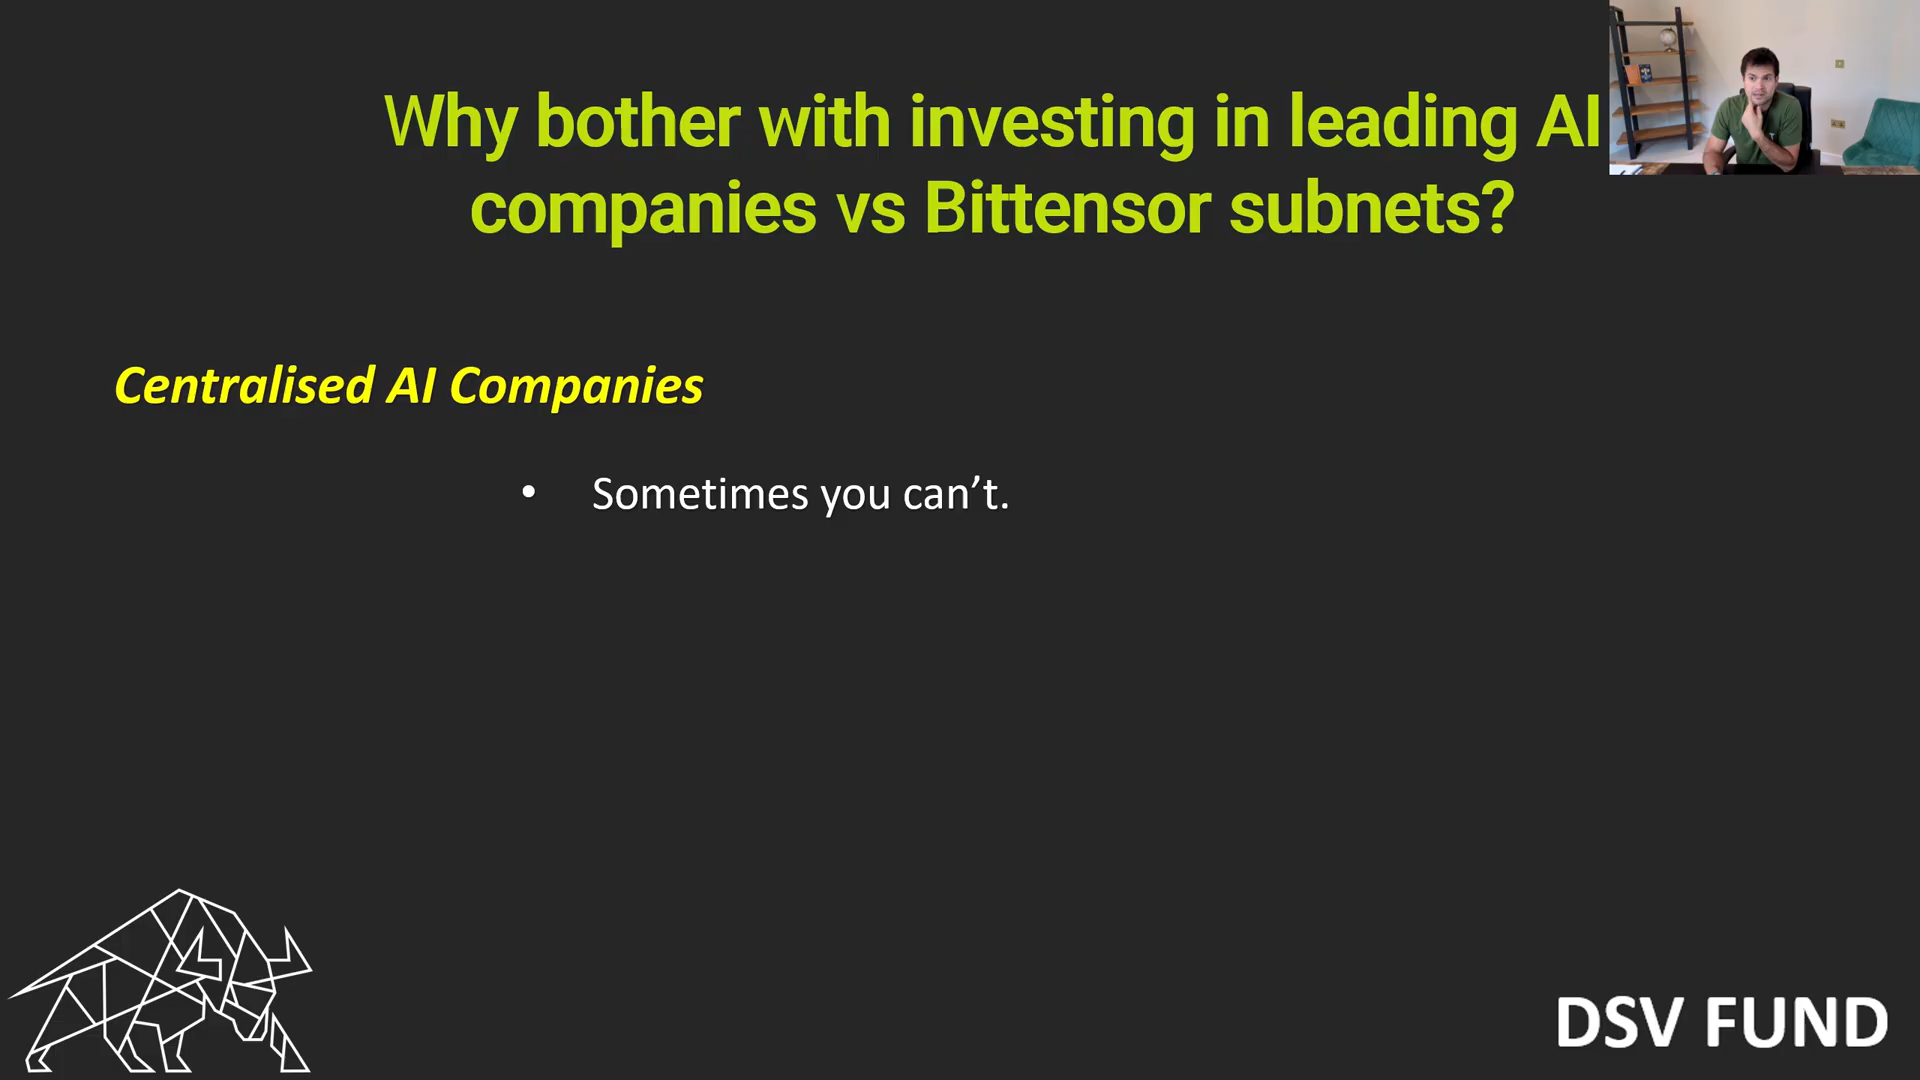 Why bother with investing in leading AI
companies vs Bittensor subnets?
Centralised AI Companies
• Sometimes you can’t.
DSV FUND